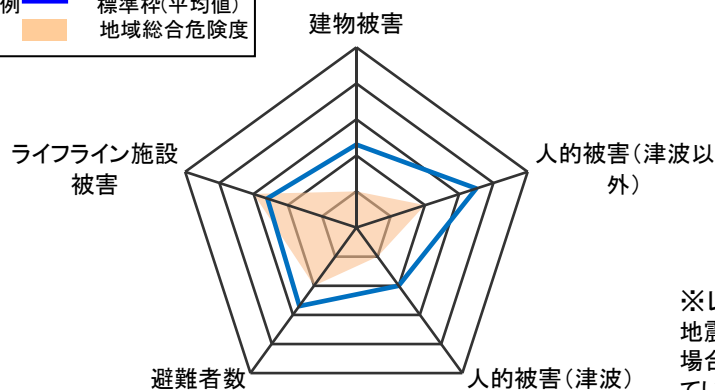 例 標準枠(平均値)
地域総合危険度
建物被害
ライフライン施設
被害
人的被害(津波以
外)
避難者数
人的被害(津波)
※
地震
場合